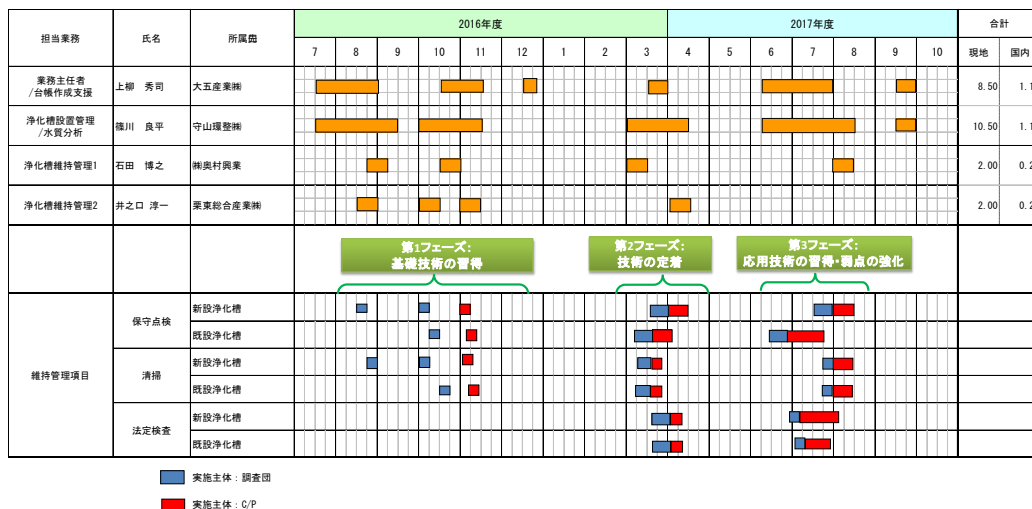 担当業務 氏名 所属先 2016年度 2017年度 合計
7 8 9 10 11 12 1 2 3 4 5 6 7 8 9 10 現地 国内
業務主任者
/台帳作成支援 上柳 秀司 大五産業㈱ 8.50 1.1
浄化槽設置管理
/水質分析 篠川 良平 守山環整㈱ 10.50 1.1
浄化槽維持管理1 石田 博之 ㈱奥村興業 2.00 0.2
浄化槽維持管理2 井之口 淳一 栗東総合産業㈱ 2.00 0.2
第1フェーズ:
基礎技術の習得
第2フェーズ:
技術の定着
第3フェーズ:
応用技術の習得・弱点の強化
維持管理項目
保守点検 新設浄化槽
既設浄化槽
清掃 新設浄化槽
既設浄化槽
法定検査 新設浄化槽
既設浄化槽
実施主体:調査団
実施主体:C/P